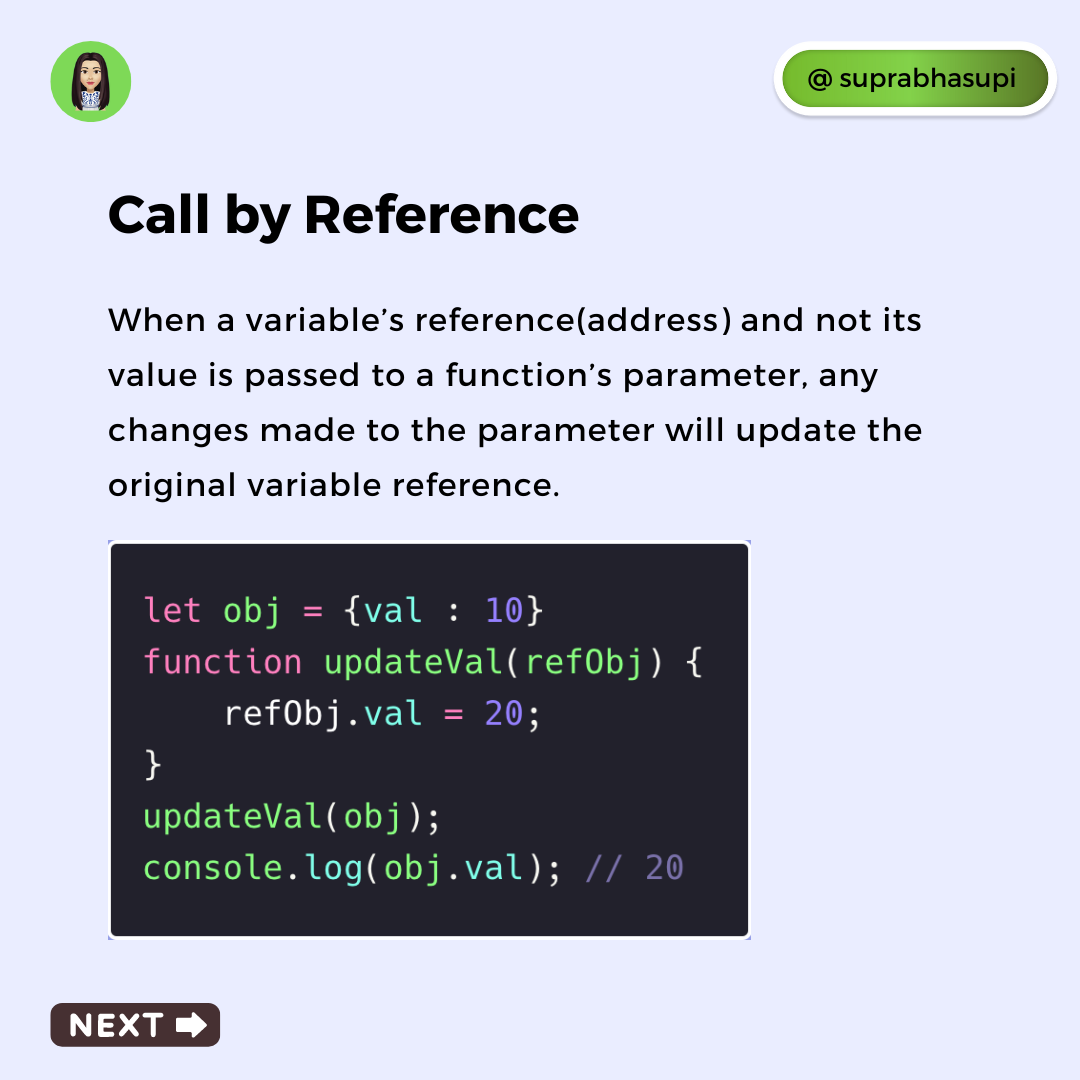 @ suprabhasupi
Call by Reference
When a variable’s reference(address) and not its
value is passed to a function’s parameter, any
changes made to the parameter will update the
original variable reference.
let obj = {val : 10}
function updateVal(refObj) {
    refObj.val = 20;
}
updateVal(obj);
console.log(obj.val); // 20
NEXT